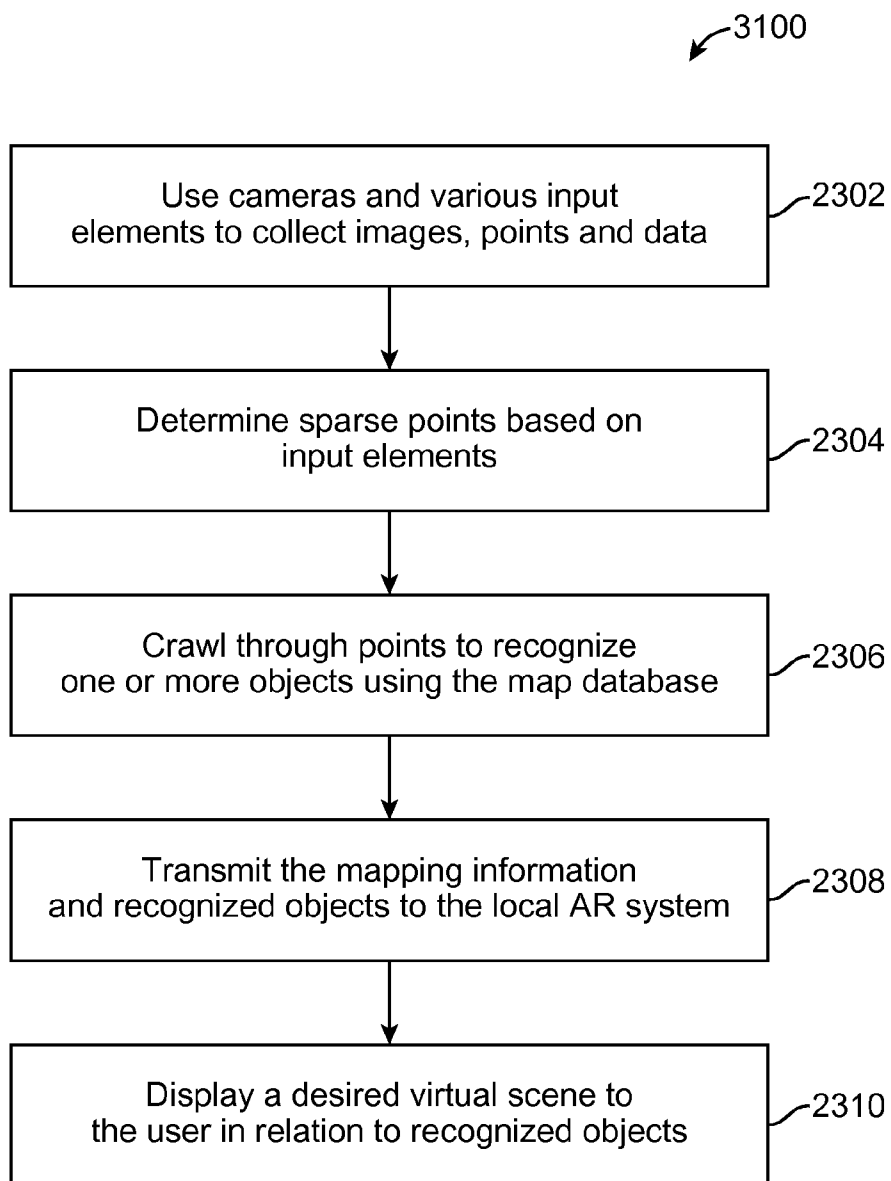 3100
Use cameras and various input
elements to collect images, points and data
2302
Determine sparse points based on
input elements
2304
Crawl through points to recognize
one or more objects using the map database
2306
Transmit the mapping information
and recognized objects to the local AR system
2308
Display a desired virtual scene to
the user in relation to recognized objects
2310